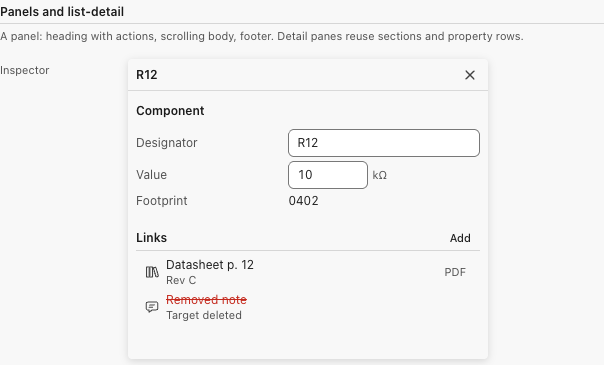 Panels and list-detail
A panel: heading with actions, scrolling body, footer. Detail panes reuse sections and property rows.
Inspector
R12
Component
Designator
R12
Value
10
kΩ
Footprint
0402
Links
Add
Datasheet p. 12
Rev C
PDF
Removed note
Target deleted